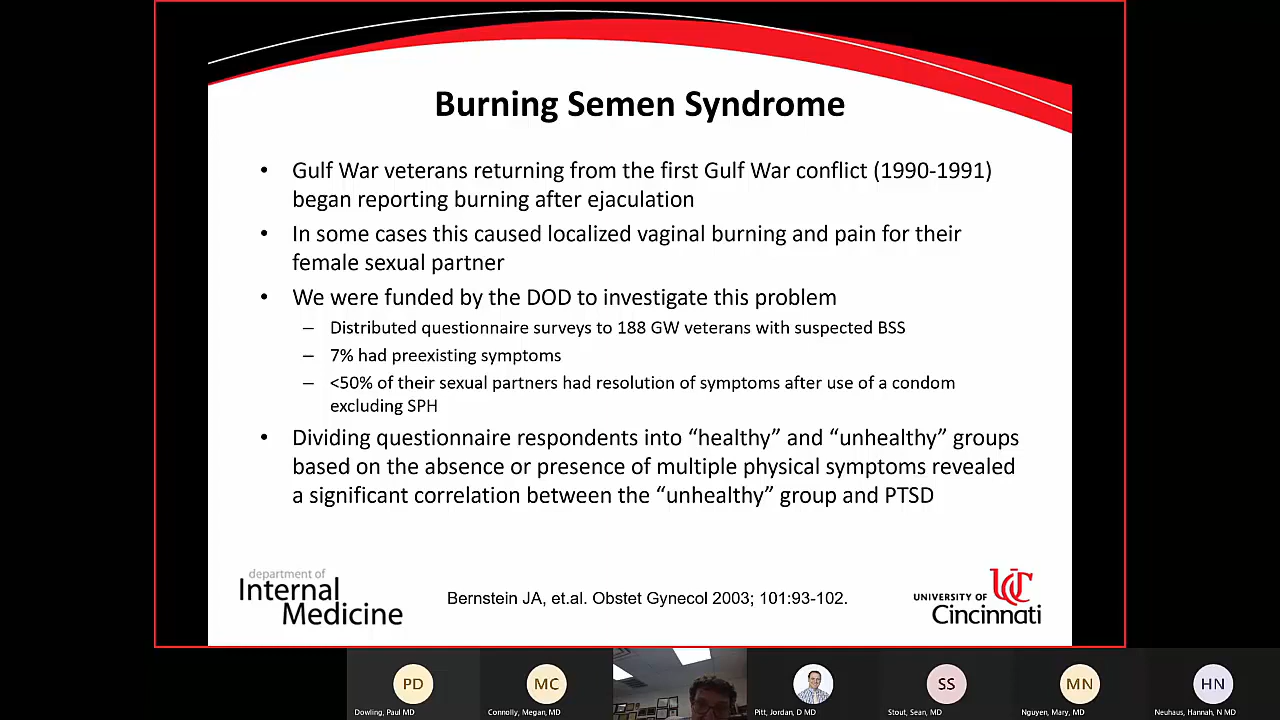 Burning Semen Syndrome
• Gulf War veterans returning from the first Gulf War conflict (1990-1991)
began reporting burning after ejaculation
• In some cases this caused localized vaginal burning and pain for their
female sexual partner
• We were funded by the DOD to investigate this problem
– Distributed questionnaire surveys to 188 GW veterans with suspected BSS
– 7% had preexisting symptoms
– <50% of their sexual partners had resolution of symptoms after use of a condom
excluding SPH
• Dividing questionnaire respondents into “healthy” and “unhealthy” groups
based on the absence or presence of multiple physical symptoms revealed
a significant correlation between the “unhealthy” group and PTSD
department of
Internal
Medicine
Bernstein JA, et.al. Obstet Gynecol 2003; 101:93-102.
UC
UNIVERSITY OF
Cincinnati
PD
MC
SS
MN
HN
Dowling, Paul MD
Connolly, Megan, MD
Pitt, Jordan, D MD
Stout, Sean, MD
Nguyen, Mary, MD
Neuhaus, Hannah, N MD